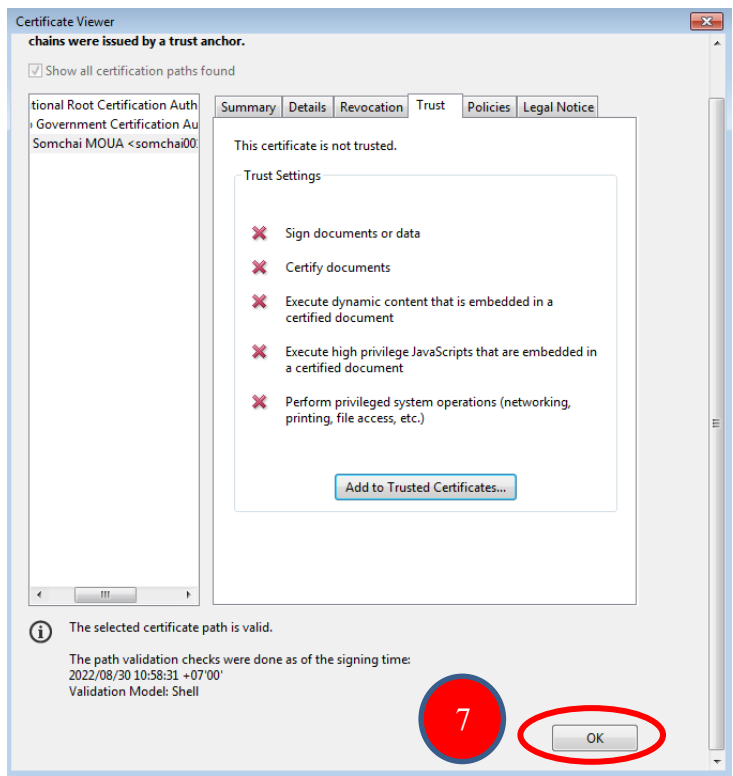 Certificate Viewer
chains were issued by a trust anchor.
Show all certification paths found
tional Root Certification Auth
Government Certification Au
Somchai MOUA <somchai00
Summary Details Revocation Trust Policies Legal Notice
This certificate is not trusted.
Trust Settings
Sign documents or data
Certify documents
Execute dynamic content that is embedded in a
certified document
Execute high privilege JavaScripts that are embedded in
a certified document
Perform privileged system operations (networking,
printing, file access, etc.)
Add to Trusted Certificates...
The selected certificate path is valid.
The path validation checks were done as of the signing time:
2022/08/30 10:58:31 +07'00'
Validation Model: Shell
7
OK